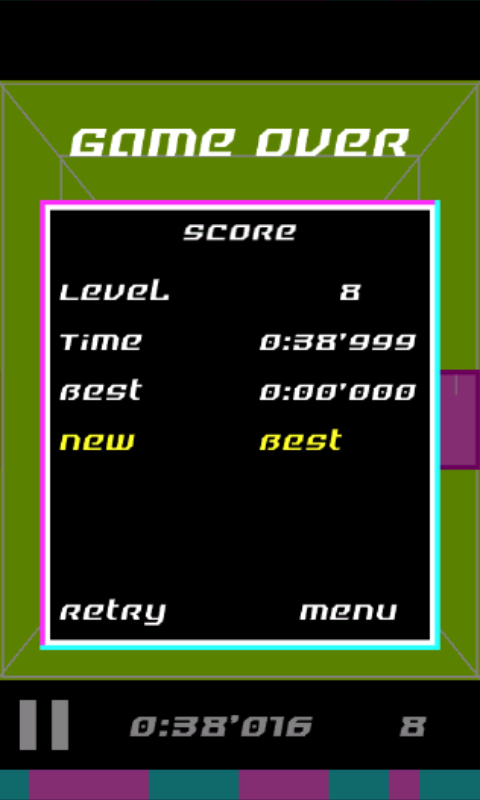 GAME OVER
SCORE
LEVEL 8
TIME 0:38'999
BEST 0:00'000
NEW BEST
RETRY MENU
0:38'016 8